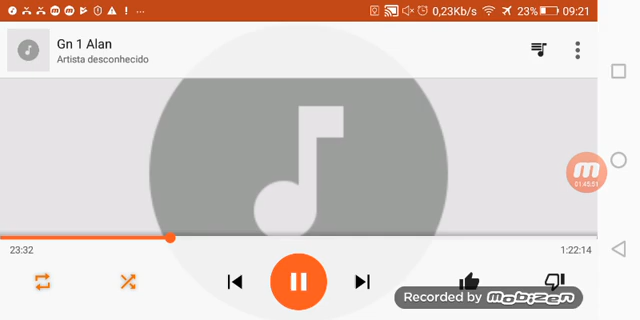 0,23Kb/s 23% 09:21
Gn 1 Alan
Artista desconhecido
01:45:51
23:32
1:22:14
Recorded by mobizen